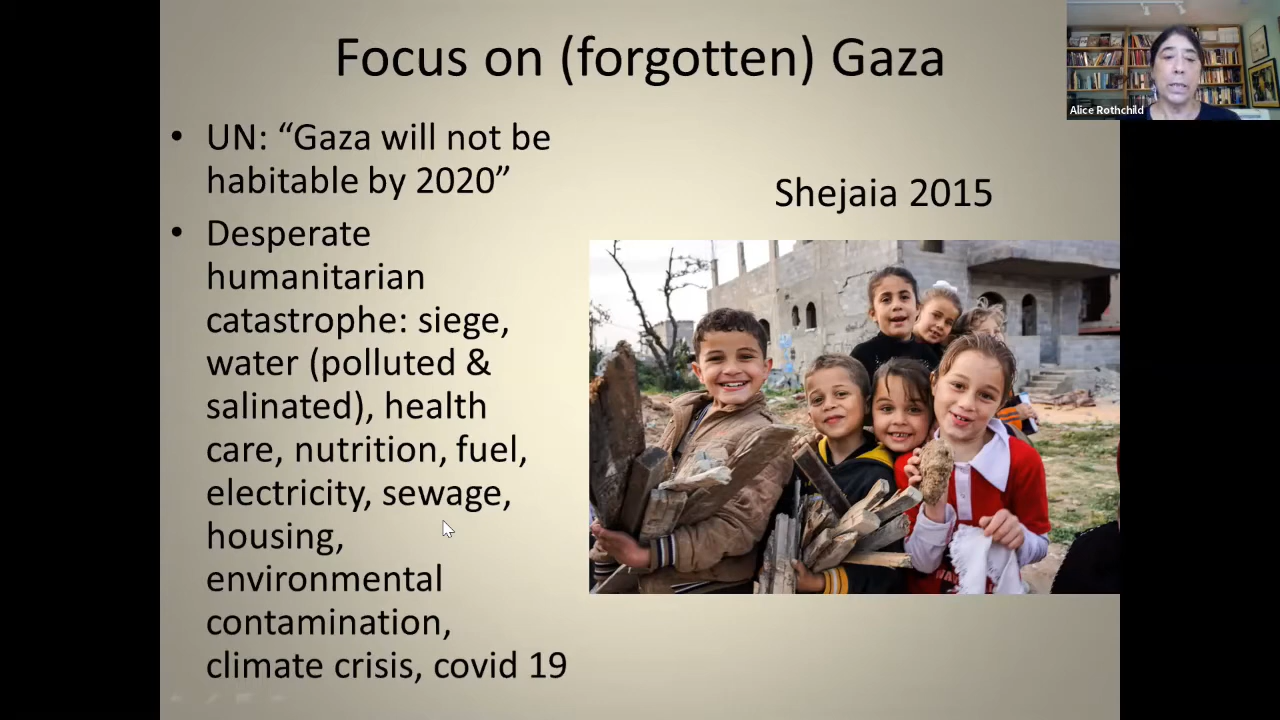 Focus on (forgotten) Gaza
Alice Rothchild
• UN: “Gaza will not be
habitable by 2020”
• Desperate
humanitarian
catastrophe: siege,
water (polluted &
salinated), health
care, nutrition, fuel,
electricity, sewage,
housing,
environmental
contamination,
climate crisis, covid 19
Shejaia 2015